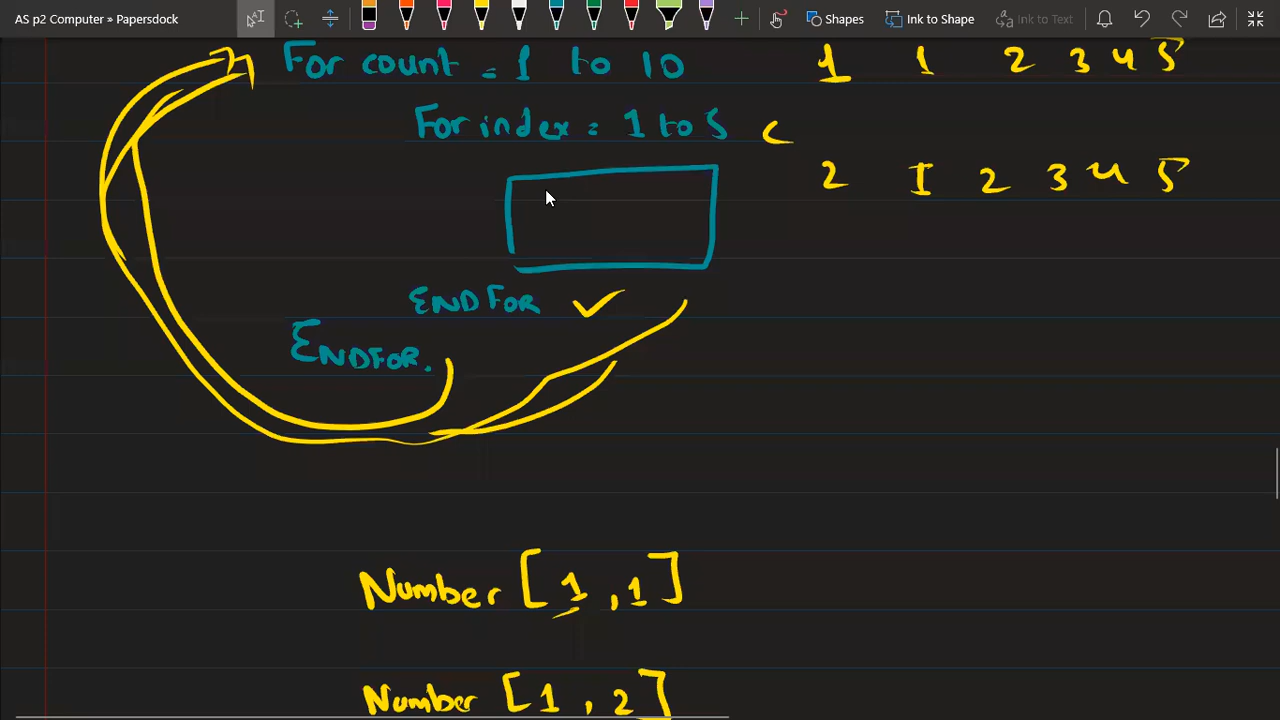 AS p2 Computer » Papersdock
Shapes
Ink to Shape
Ink to Text
For count = 1 to 10
1 1 2 3 4 5
For index = 1 to 5
2 1 2 3 4 5
ENDFOR
ENDFOR.
Number [1, 1]
Number [1, 2]